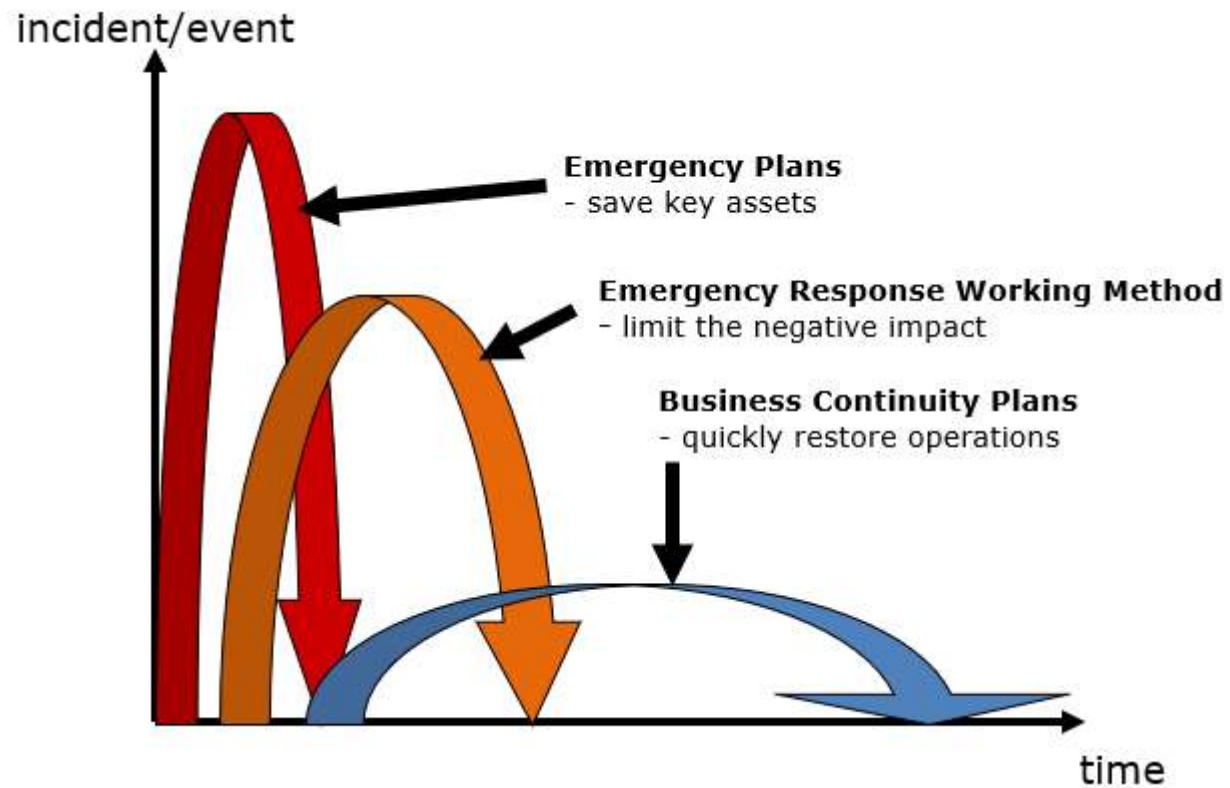 incident/event
Emergency Plans
- save key assets
Emergency Response Working Method
- limit the negative impact
Business Continuity Plans
- quickly restore operations
time